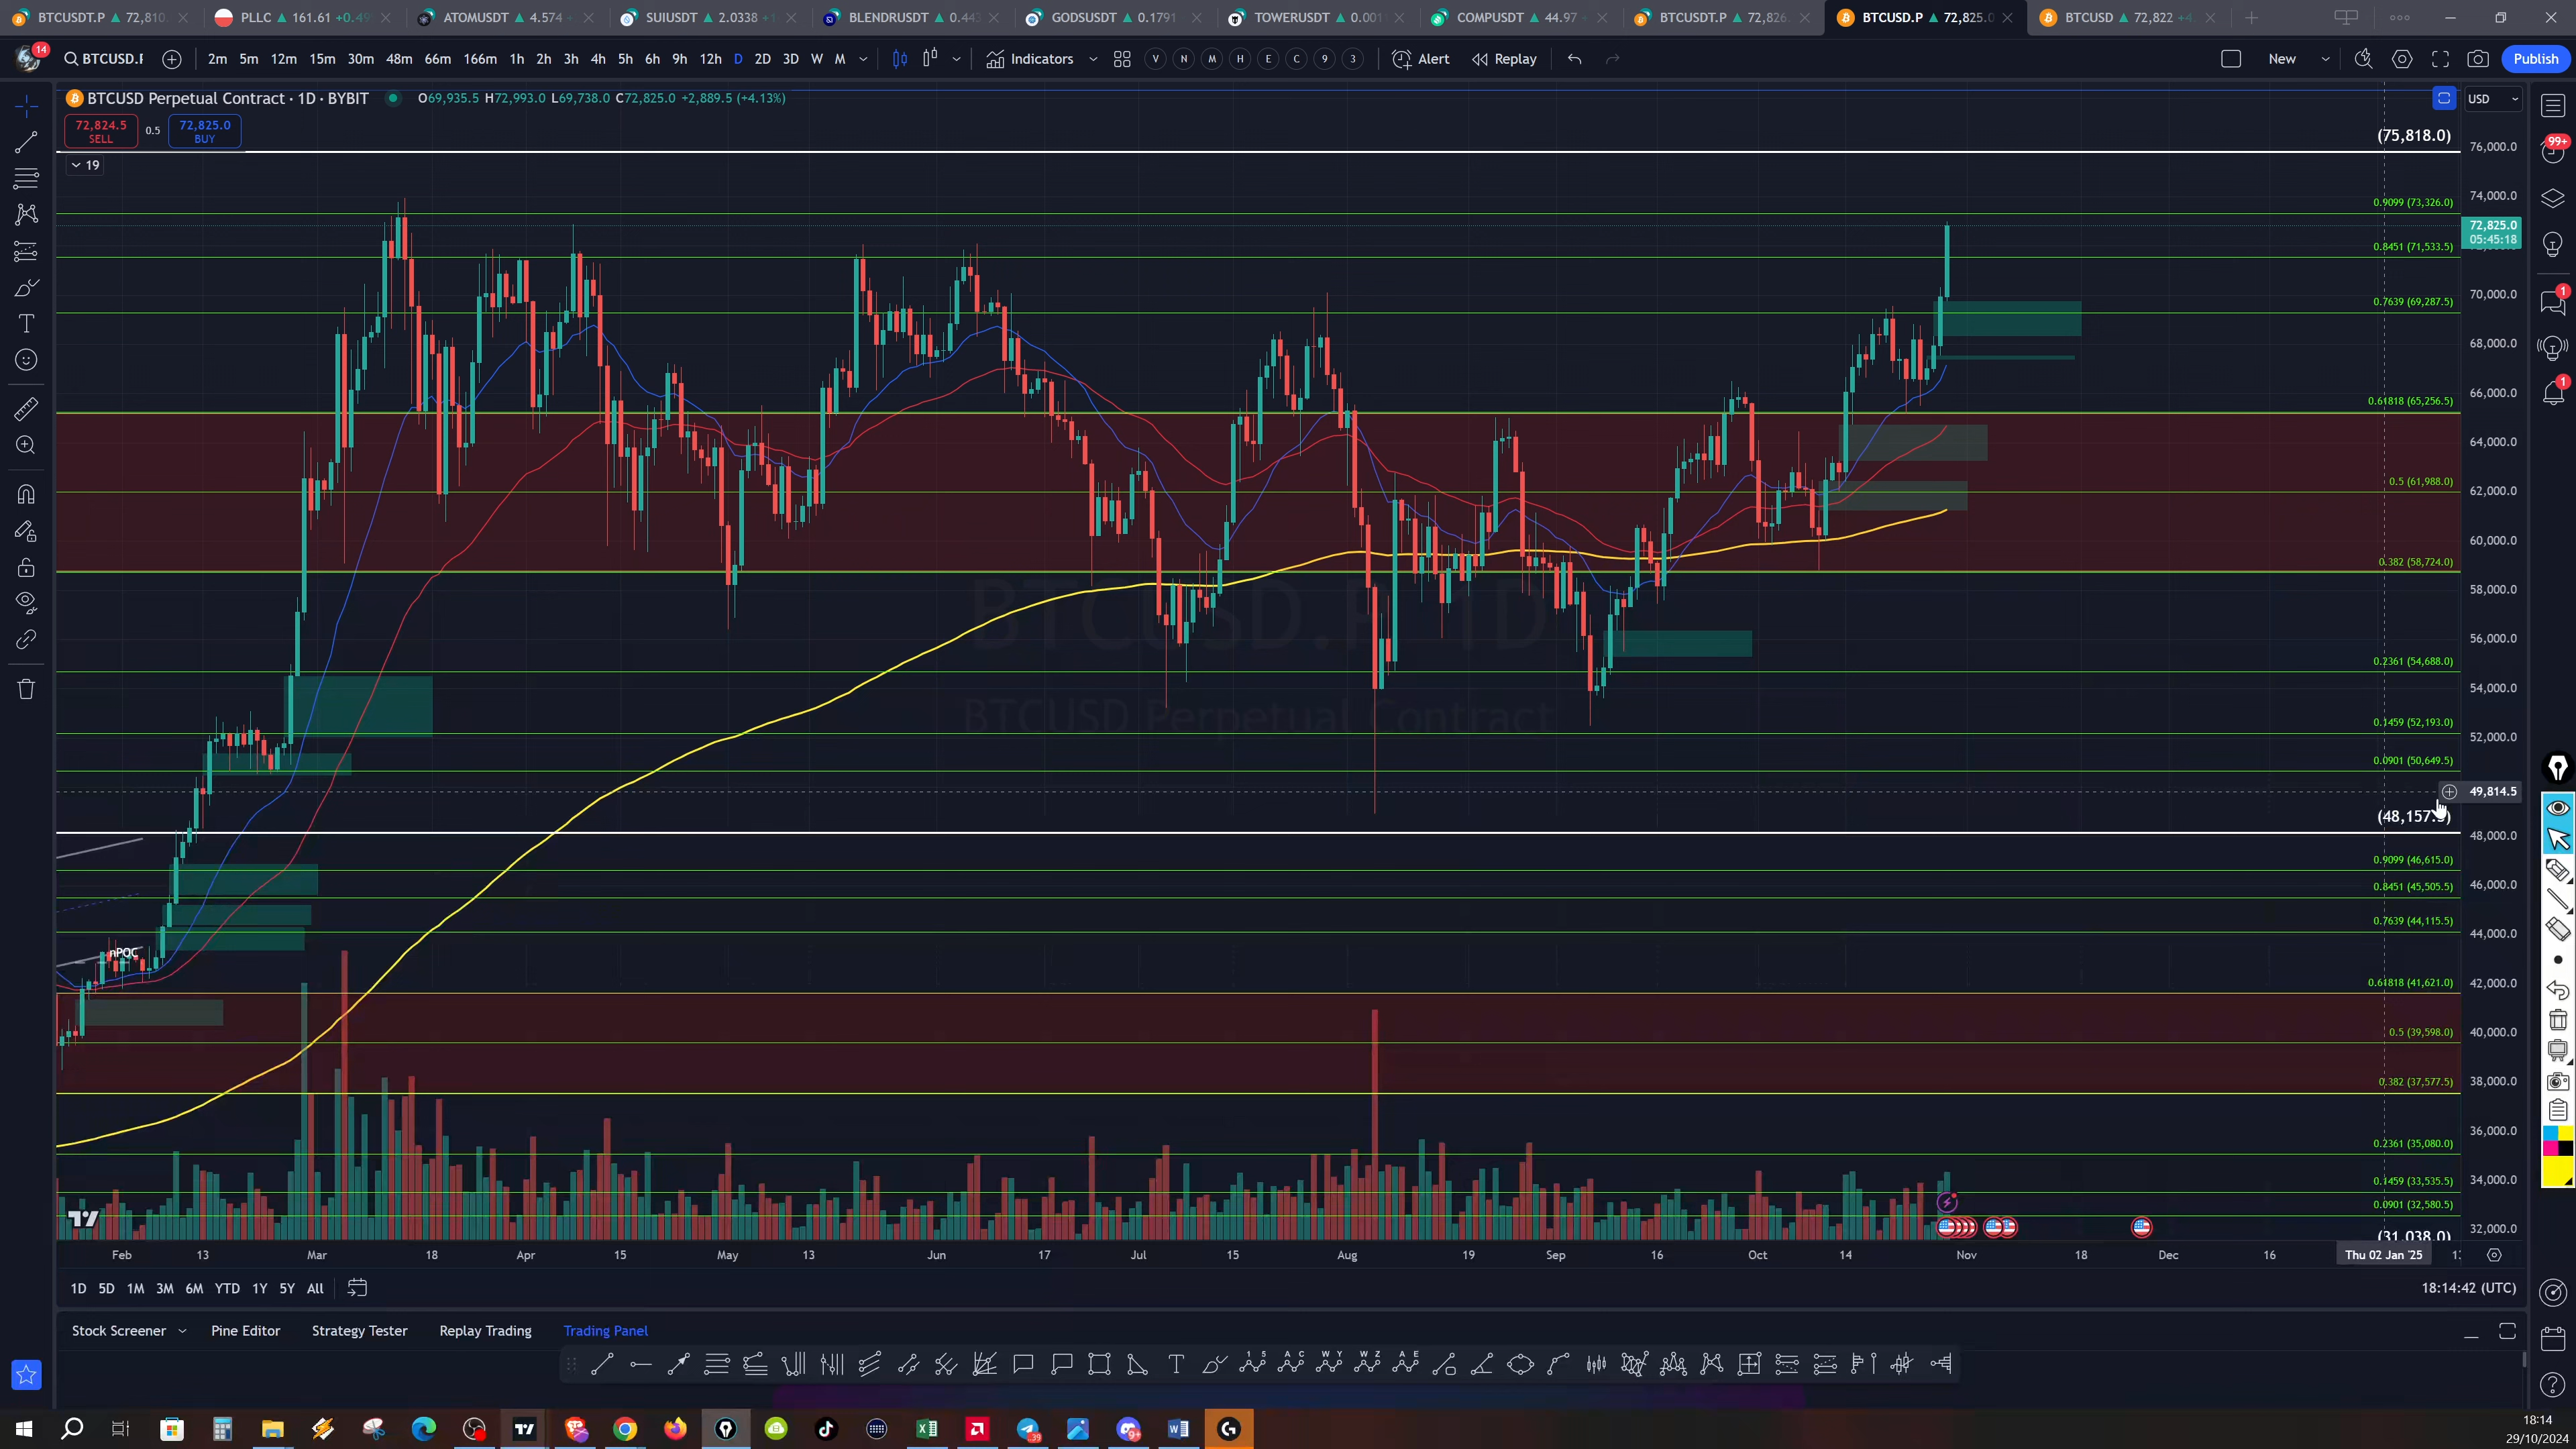 BTCUSDT.P ▲ 72,810.
PLLC ▲ 161.61 +0.49
ATOMUSDT ▲ 4.574
SUIUSDT ▲ 2.0338
BLENDRUSDT ▲ 0.443
GODSUSDT ▲ 0.1791
TOWERUSDT ▲ 0.001
COMPUSDT ▲ 44.97
BTCUSDT.P ▲ 72,826.
BTCUSD.P ▲ 72,825.0
BTCUSD ▲ 72,822 +4.
14
BTCUSD.P
2m 5m 12m 15m 30m 48m 66m 166m 1h 2h 3h 4h 5h 6h 9h 12h D 2D 3D W M
Indicators
V N M H E C 9 3
Alert
Replay
New
Publish
BTCUSD Perpetual Contract · 1D · BYBIT
O69,935.5 H72,993.0 L69,738.0 C72,825.0 +2,889.5 (+4.13%)
USD
72,824.5
SELL
0.5
72,825.0
BUY
19
(75,818.0)
76,000.0
99+
74,000.0
0.9099 (73,326.0)
72,825.0
05:45:18
0.8451 (71,533.5)
70,000.0
0.7639 (69,287.5)
1
68,000.0
66,000.0
1
0.61818 (65,256.5)
64,000.0
0.5 (61,988.0)
62,000.0
60,000.0
0.382 (58,724.0)
58,000.0
BTCUSD.P, 1D
56,000.0
0.2361 (54,688.0)
54,000.0
BTCUSD Perpetual Contract
0.1459 (52,193.0)
52,000.0
0.0901 (50,649.5)
49,814.5
(48,157.5)
48,000.0
0.9099 (46,615.0)
46,000.0
0.8451 (45,505.5)
0.7639 (44,115.5)
44,000.0
nPOC
0.61818 (41,621.0)
42,000.0
0.5 (39,598.0)
40,000.0
0.382 (37,577.5)
38,000.0
36,000.0
0.2361 (35,080.0)
34,000.0
0.1459 (33,535.5)
0.0901 (32,580.5)
32,000.0
(31,038.0)
Feb 13 Mar 18 Apr 15 May 13 Jun 17 Jul 15 Aug 19 Sep 16 Oct 14 Nov 18 Dec 16 Thu 02 Jan '25
1D 5D 1M 3M 6M YTD 1Y 5Y All
18:14:42 (UTC)
Stock Screener
Pine Editor
Strategy Tester
Replay Trading
Trading Panel
1 5
A C
W Y
W Z
A E
T
39
9+
18:14
29/10/2024